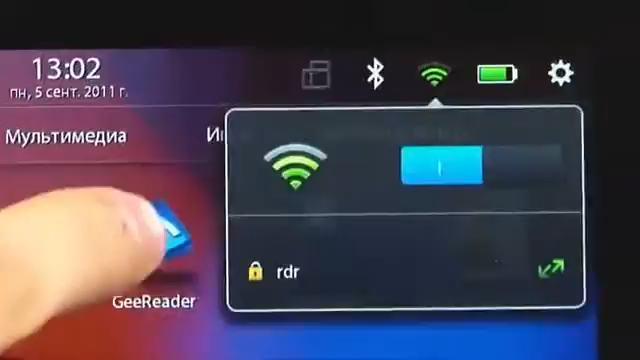 13:02
пн, 5 сент. 2011 г.
Мультимедиа
rdr
GeeReader